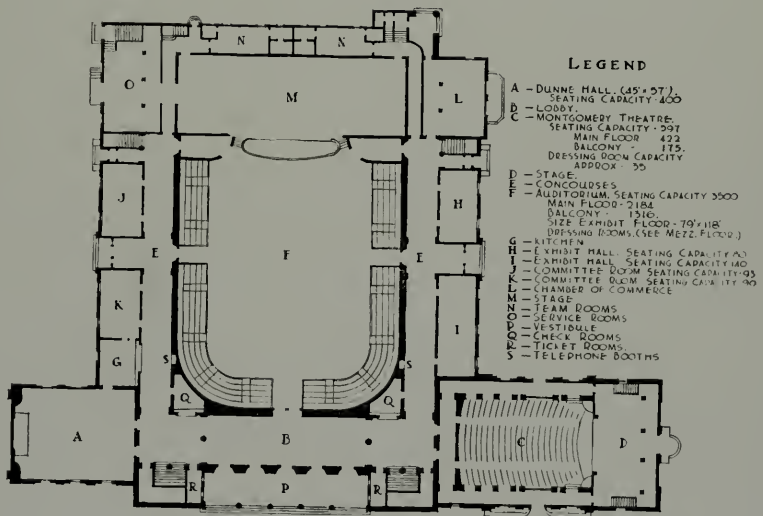 LEGEND
A - DUNNE HALL. (45' x 57').
SEATING CAPACITY - 400
B - LOBBY.
C - MONTGOMERY THEATRE.
SEATING CAPACITY - 597
MAIN FLOOR 422
BALCONY - 175.
DRESSING ROOM CAPACITY
APPROX - 35
D - STAGE.
E - CONCOURSES
F - AUDITORIUM, SEATING CAPACITY 3500
MAIN FLOOR - 2184
BALCONY - 1316.
SIZE EXHIBIT FLOOR - 79' x 118'
DRESSING ROOMS, (SEE MEZZ. FLOOR.)
G - KITCHEN
H - EXHIBIT HALL. SEATING CAPACITY
I - EXHIBIT HALL SEATING CAPACITY 140
J - COMMITTEE ROOM SEATING CAPACITY - 93
K - COMMITTEE ROOM SEATING CAPACITY 90
L - CHAMBER OF COMMERCE
M - STAGE
N - TEAM ROOMS
O - SERVICE ROOMS
P - VESTIBULE
Q - CHECK ROOMS
R - TICKET ROOMS.
S - TELEPHONE BOOTHS
N N
O M L
J H
E F E
K I
G
S S
Q Q
A B C D
R P R